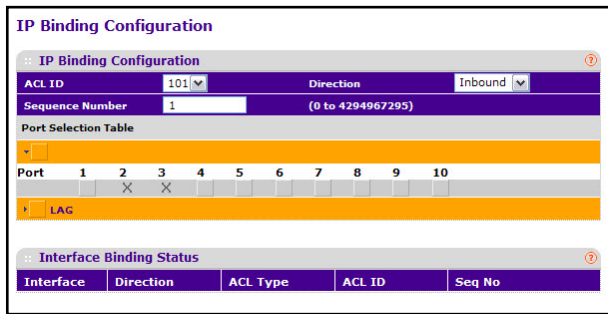 IP Binding Configuration
:: IP Binding Configuration ?
ACL ID 101 Direction Inbound
Sequence Number 1 (0 to 4294967295)
Port Selection Table
Port 1 2 3 4 5 6 7 8 9 10
X X
LAG
:: Interface Binding Status ?
Interface Direction ACL Type ACL ID Seq No